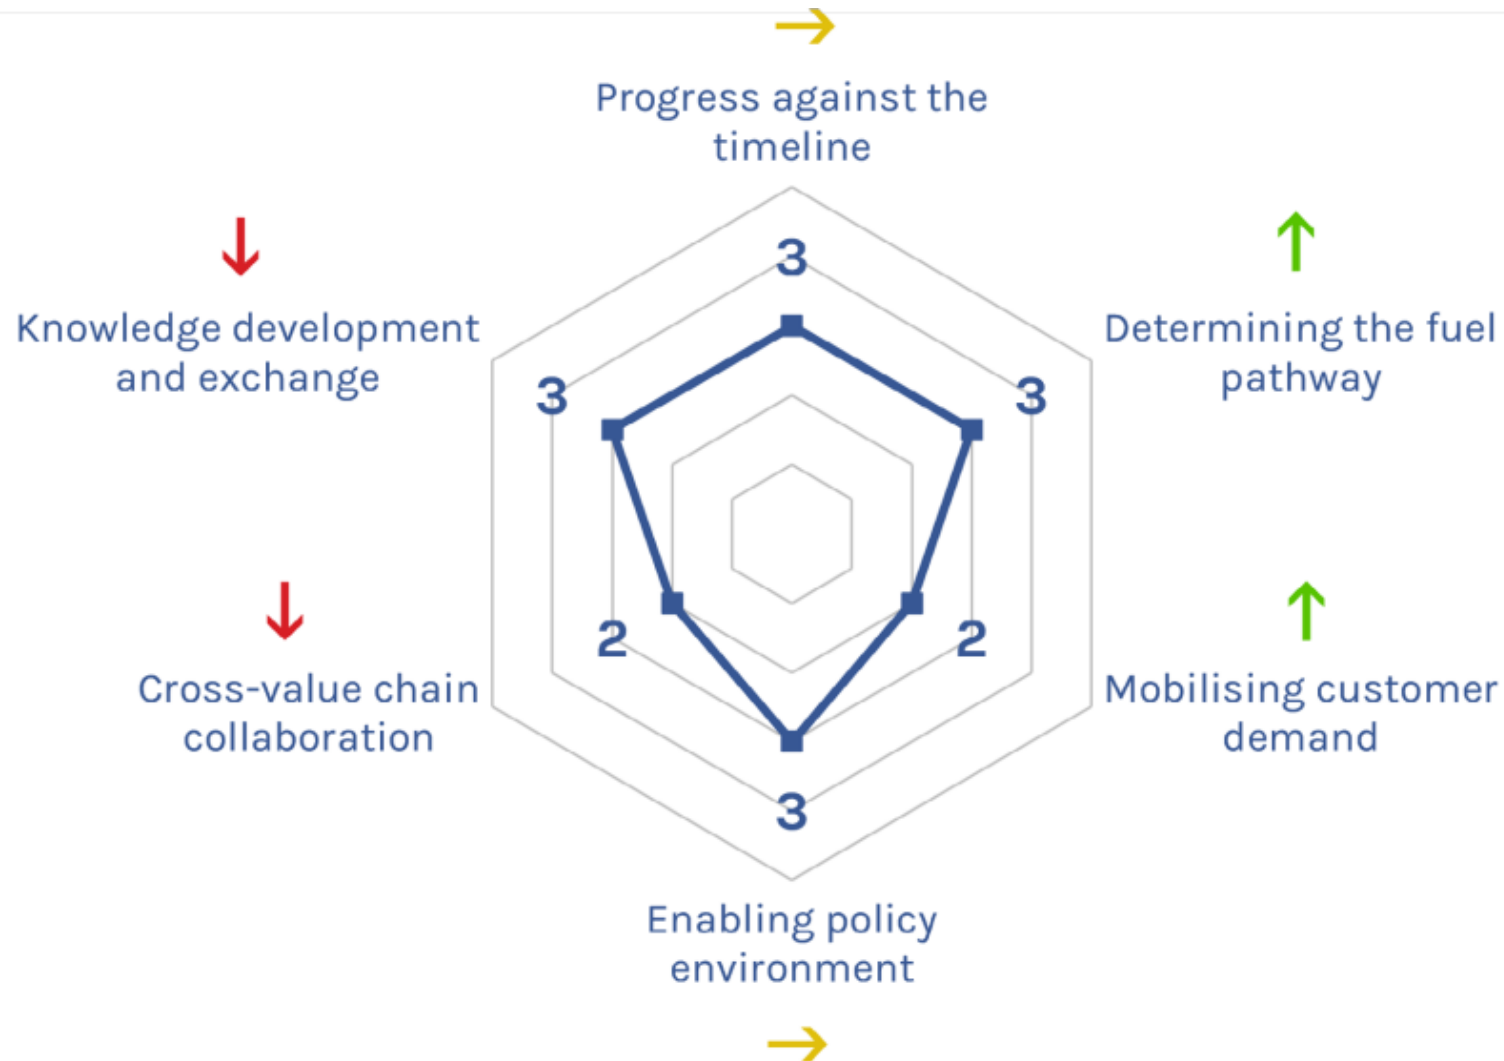 Progress against the
timeline
3
Knowledge development
and exchange
3
Determining the fuel
pathway
3
Cross-value chain
collaboration
2
Mobilising customer
demand
2
3
Enabling policy
environment